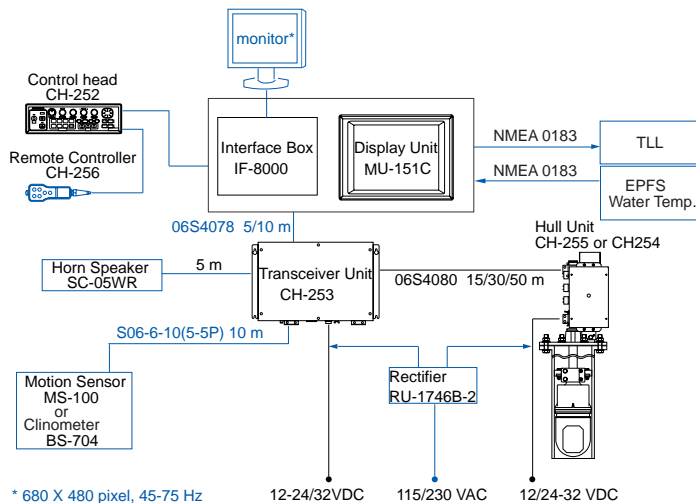 monitor*
Control head
CH-252
Remote Controller
CH-256
Interface Box
IF-8000
Display Unit
MU-151C
NMEA 0183
TLL
NMEA 0183
EPFS
Water Temp.
06S4078 5/10 m
Hull Unit
CH-255 or CH254
Horn Speaker
SC-05WR
5 m
Transceiver Unit
CH-253
06S4080 15/30/50 m
S06-6-10(5-5P) 10 m
Motion Sensor
MS-100
or
Clinometer
BS-704
Rectifier
RU-1746B-2
* 680 X 480 pixel, 45-75 Hz
12-24/32VDC
115/230 VAC
12/24-32 VDC